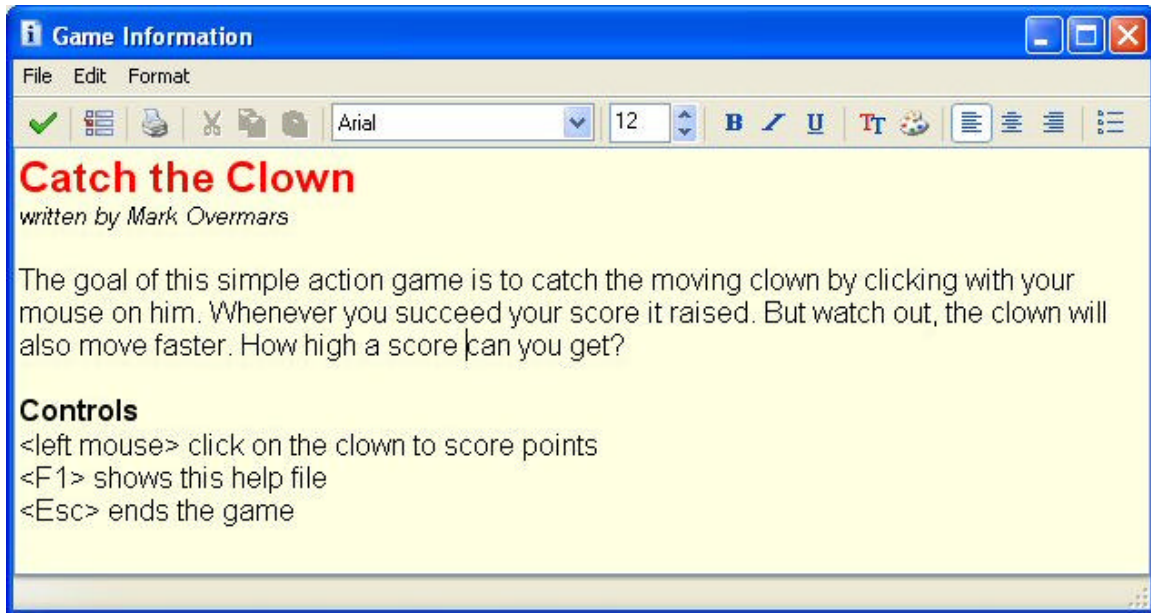 Game Information
File Edit Format
Arial 12 B I U TT
Catch the Clown
written by Mark Overmars
The goal of this simple action game is to catch the moving clown by clicking with your
mouse on him. Whenever you succeed your score it raised. But watch out, the clown will
also move faster. How high a score can you get?
Controls
<left mouse> click on the clown to score points
<F1> shows this help file
<Esc> ends the game